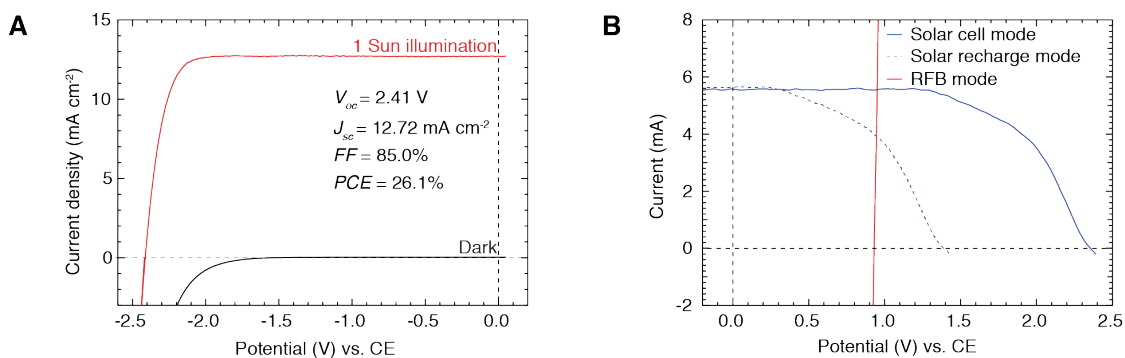 A
15
10
5
0
-2.5
-2.0
-1.5
-1.0
-0.5
0.0
Current density (mA cm-2)
Potential (V) vs. CE
1 Sun illumination
Voc = 2.41 V
Jsc = 12.72 mA cm-2
FF = 85.0%
PCE = 26.1%
Dark
B
8
6
4
2
0
-2
0.0
0.5
1.0
1.5
2.0
2.5
Current (mA)
Potential (V) vs. CE
Solar cell mode
Solar recharge mode
RFB mode